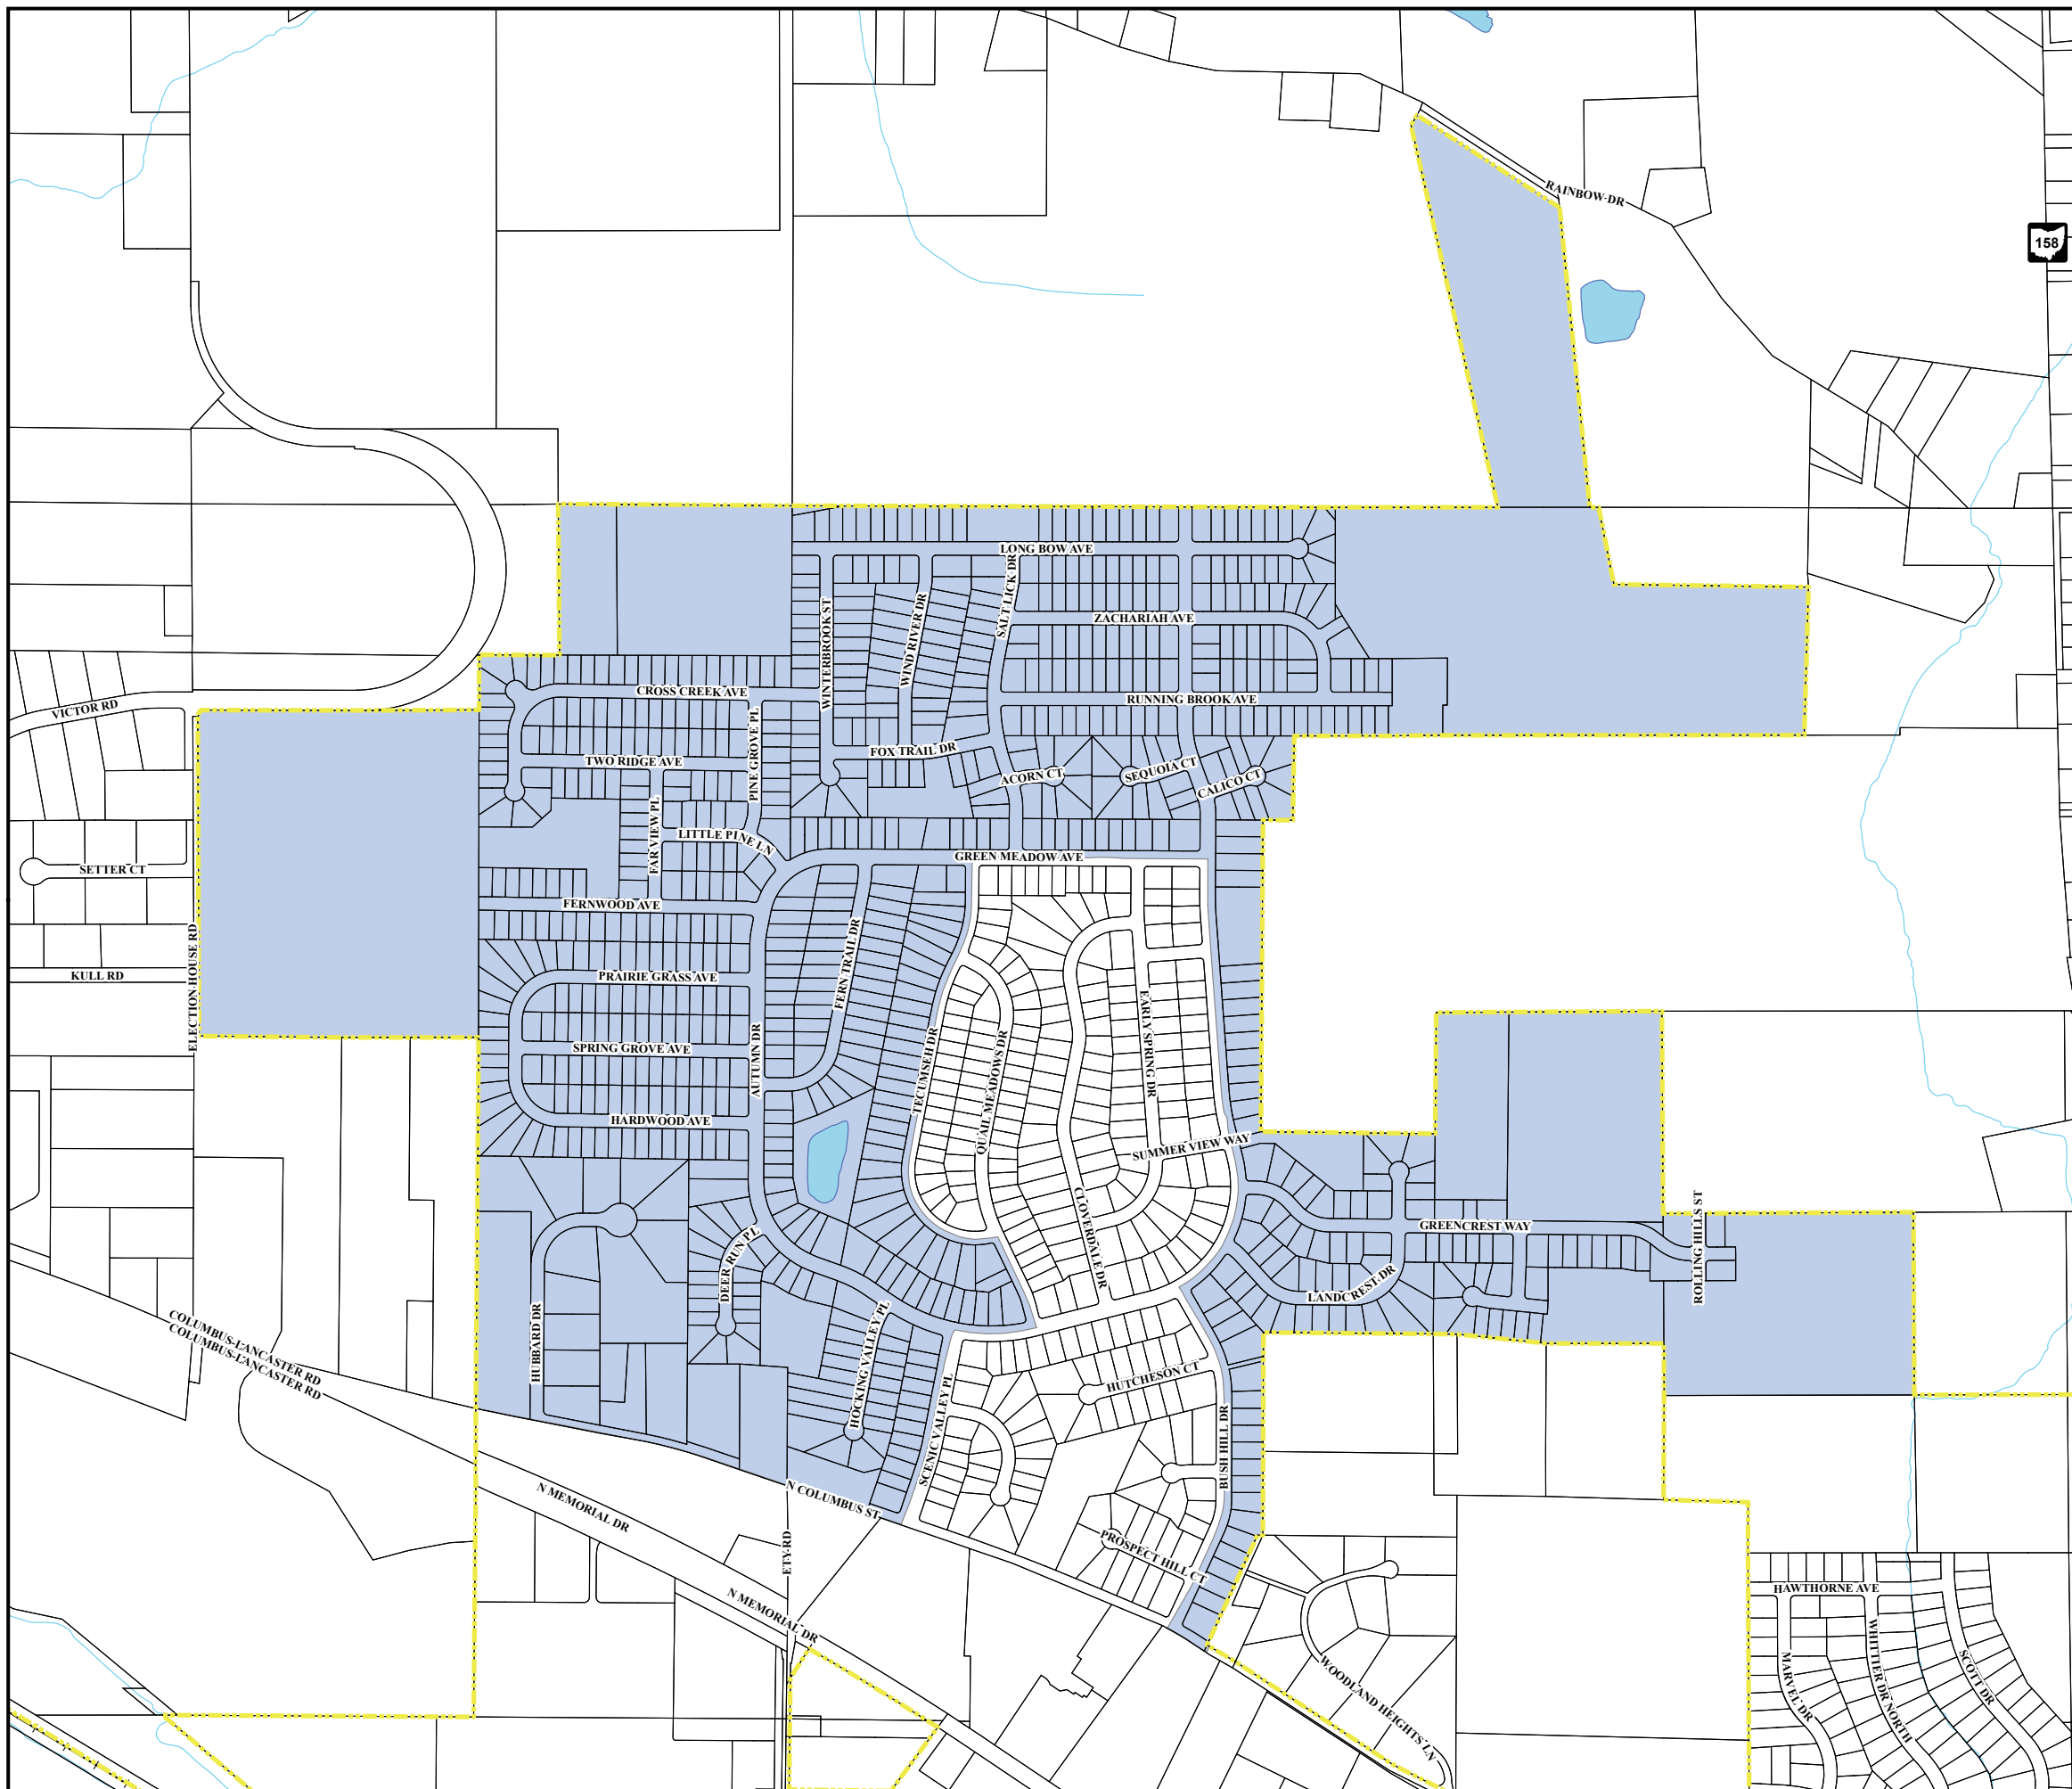 RAINBOW DR
158
LONG BOW AVE
SALT LICK DR
WINTERBROOK ST
WIND RIVER DR
ZACHARIAH AVE
CROSS CREEK AVE
RUNNING BROOK AVE
VICTOR RD
PINE GROVE PL
FOX TRAIL DR
TWO RIDGE AVE
ACORN CT
SEQUOIA CT
CALICO CT
FAR VIEW PL
LITTLE PINE LN
GREEN MEADOW AVE
SETTER CT
FERNWOOD AVE
FERN TRAIL DR
ELECTION HOUSE RD
KULL RD
PRAIRIE GRASS AVE
EARLY SPRING DR
SPRING GROVE AVE
AUTUMN DR
TECUMSEH DR
QUAIL MEADOWS DR
HARDWOOD AVE
SUMMER VIEW WAY
CLOVERDALE DR
GREENCREST WAY
ROLLING HILLS ST
DEER RUN PL
LANDCREST DR
HUBBARD DR
HOCKING VALLEY PL
COLUMBUS-LANCASTER RD
COLUMBUS-LANCASTER RD
HUTCHESON CT
SCENIC VALLEY PL
BUSH HILL DR
N COLUMBUS ST
N MEMORIAL DR
ETY RD
PROSPECT HILL CT
N MEMORIAL DR
HAWTHORNE AVE
WOODLAND HEIGHTS LN
MARVEL DR
WHITTIER DR NORTH
SCOTT DR